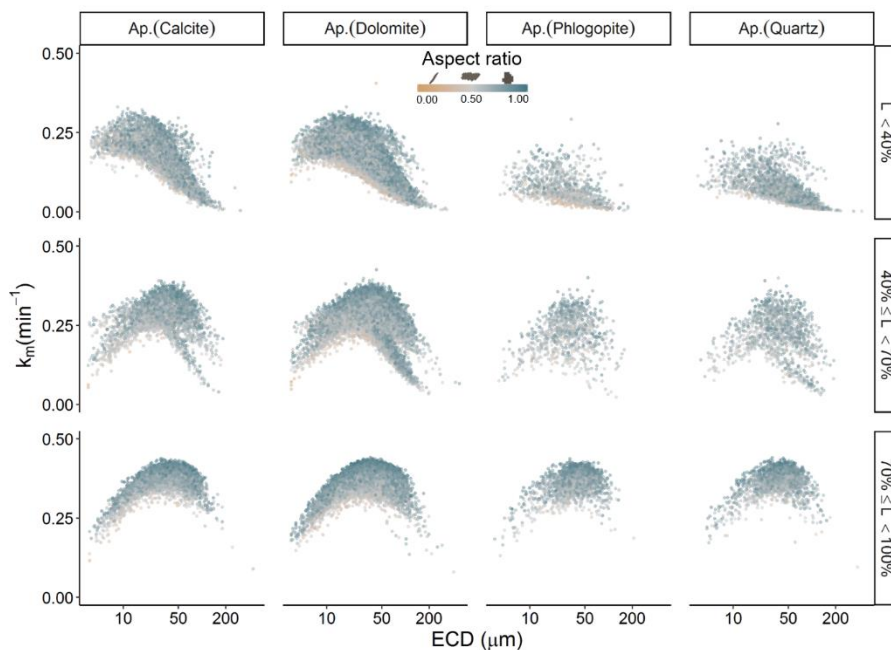 Ap.(Calcite) Ap.(Dolomite) Ap.(Phlogopite) Ap.(Quartz)
Aspect ratio
0.00 0.50 1.00
0.50
0.25
0.00
L < 40%
0.50
0.25
0.00
40% ≤ L < 70%
0.50
0.25
0.00
70% ≤ L < 100%
kₘ(min⁻¹)
10 50 200 10 50 200 10 50 200 10 50 200
ECD (μm)